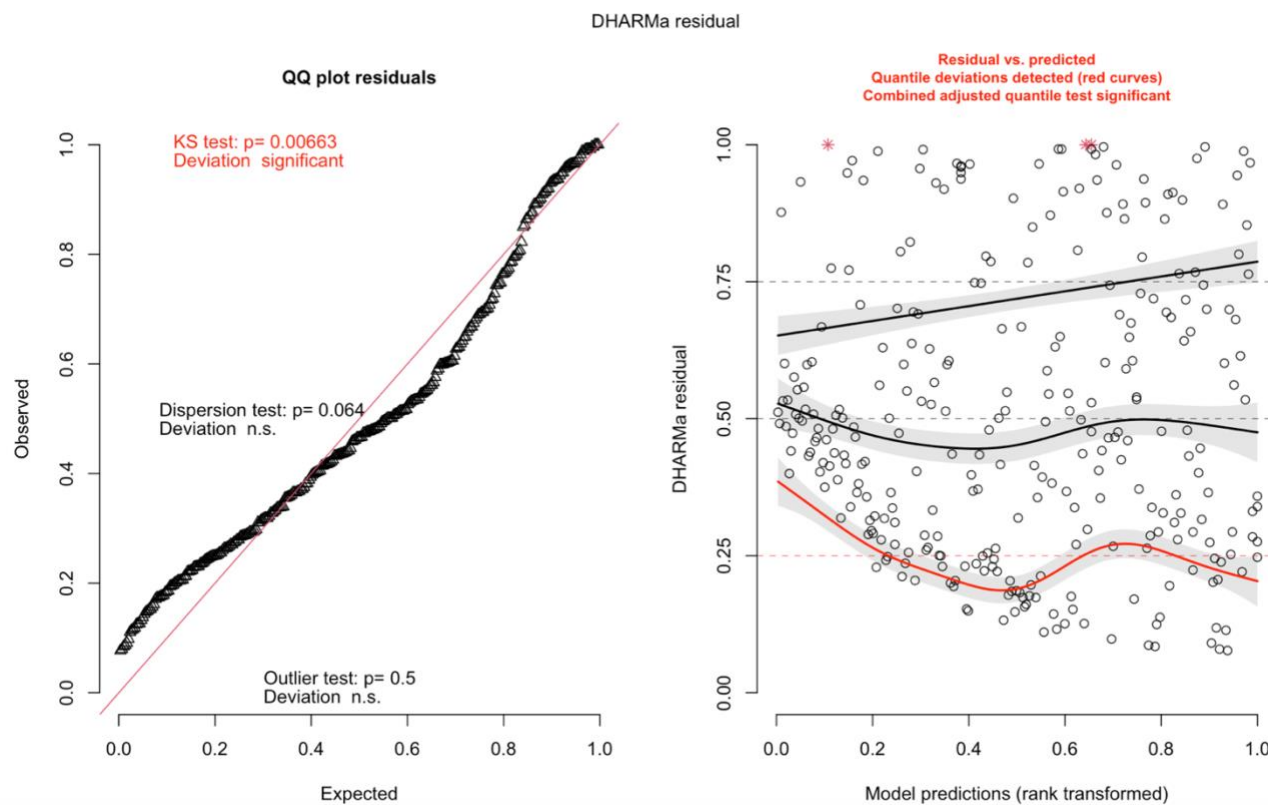 DHARMa residual
QQ plot residuals
KS test: p= 0.00663
Deviation significant
Dispersion test: p= 0.064
Deviation n.s.
Outlier test: p= 0.5
Deviation n.s.
Observed
1.0
0.8
0.6
0.4
0.2
0.0
0.0 0.2 0.4 0.6 0.8 1.0
Expected
Residual vs. predicted
Quantile deviations detected (red curves)
Combined adjusted quantile test significant
DHARMa residual
1.00
0.75
0.50
0.25
0.00
0.0 0.2 0.4 0.6 0.8 1.0
Model predictions (rank transformed)